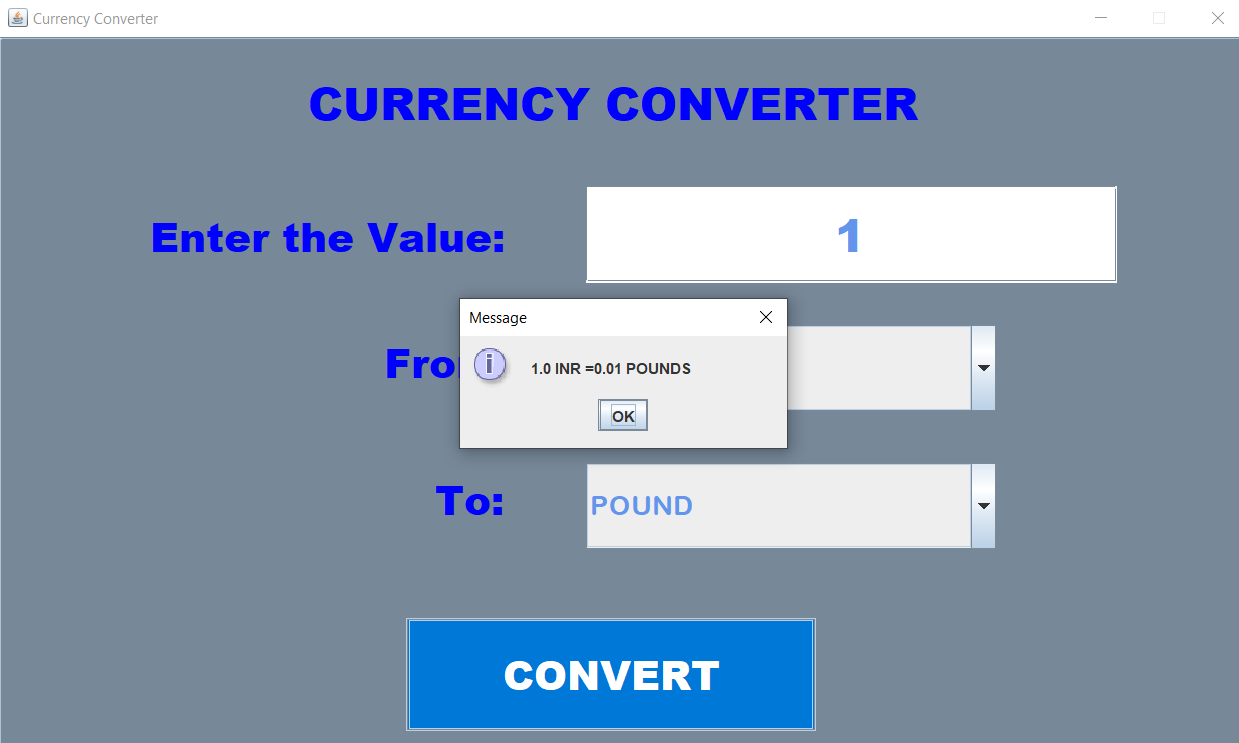 Currency Converter
CURRENCY CONVERTER
Enter the Value:
1
Message
1.0 INR =0.01 POUNDS
OK
To:
POUND
CONVERT